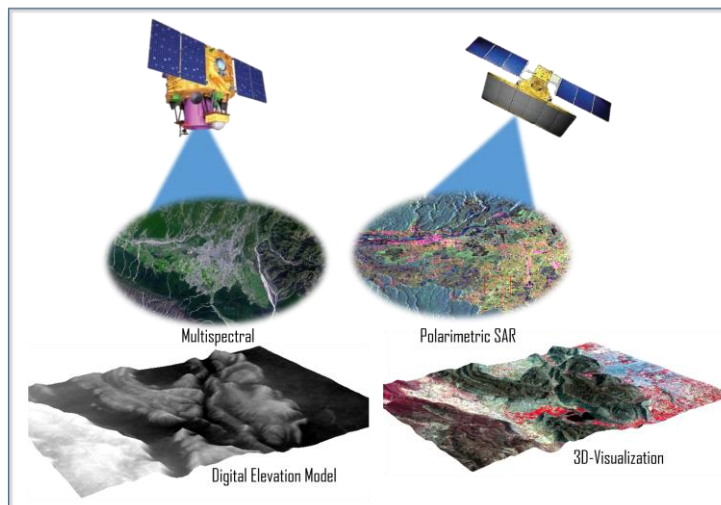 Multispectral
Polarimetric SAR
Digital Elevation Model
3D-Visualization